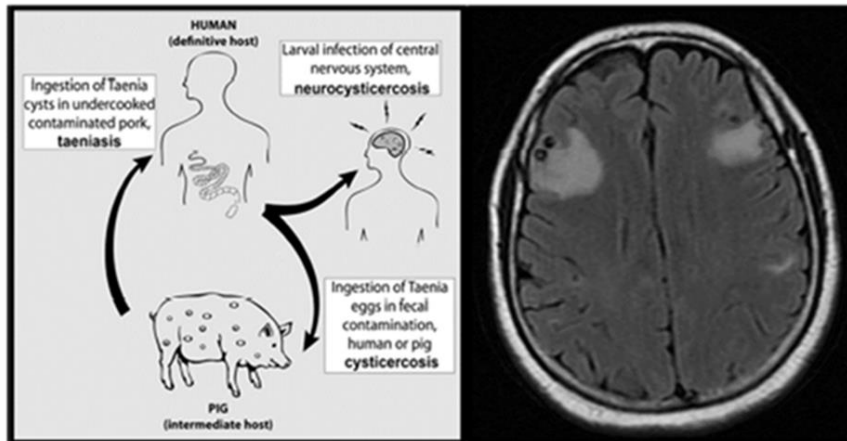 HUMAN
(definitive host)
Ingestion of Taenia
cysts in undercooked
contaminated pork,
taeniasis
Larval infection of central
nervous system,
neurocysticercosis
Ingestion of Taenia
eggs in fecal
contamination,
human or pig
cysticercosis
PIG
(intermediate host)